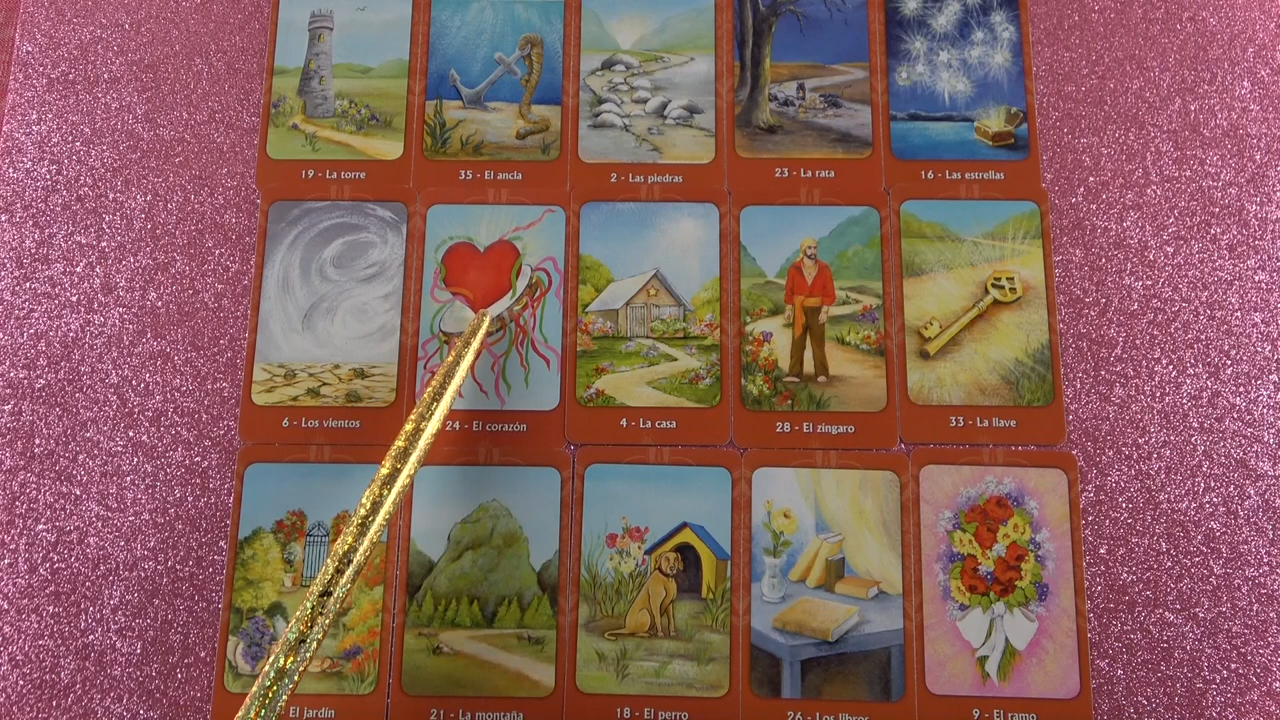 19 - La torre
35 - El ancla
2 - Las piedras
23 - La rata
16 - Las estrellas
6 - Los vientos
24 - El corazón
4 - La casa
28 - El zíngaro
33 - La llave
El jardín
21 - La montaña
18 - El perro
26 - Los libros
9 - El ramo